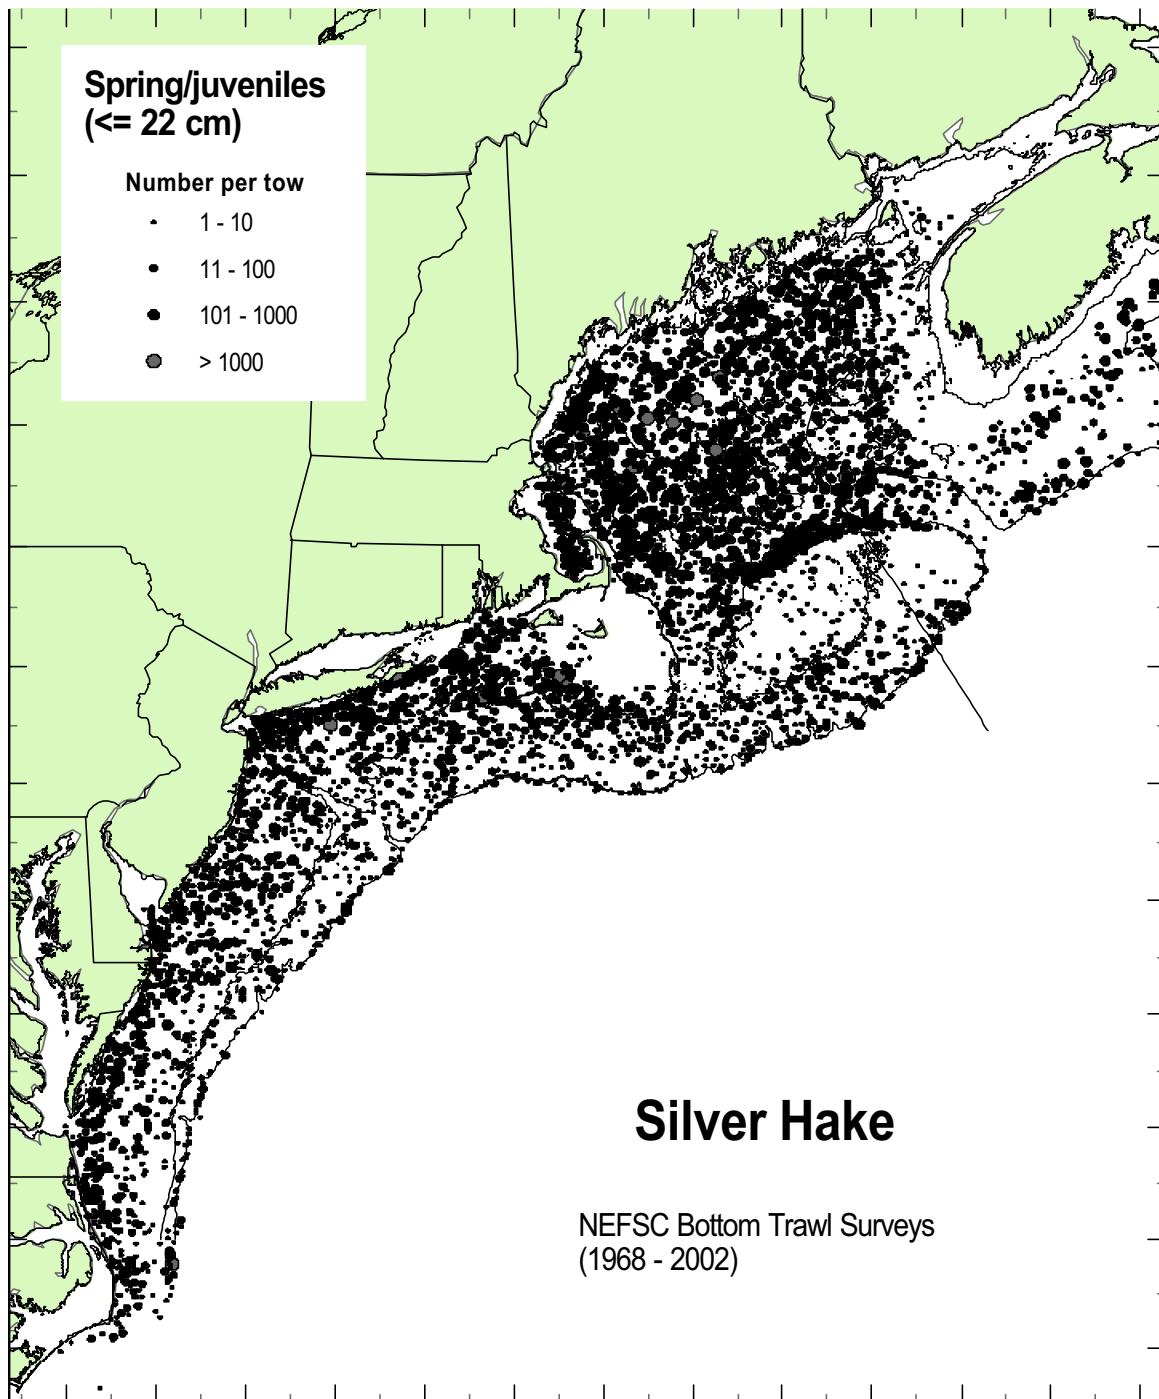 Spring/juveniles
(<= 22 cm)
Number per tow
1 - 10
11 - 100
101 - 1000
> 1000
Silver Hake
NEFSC Bottom Trawl Surveys
(1968 - 2002)